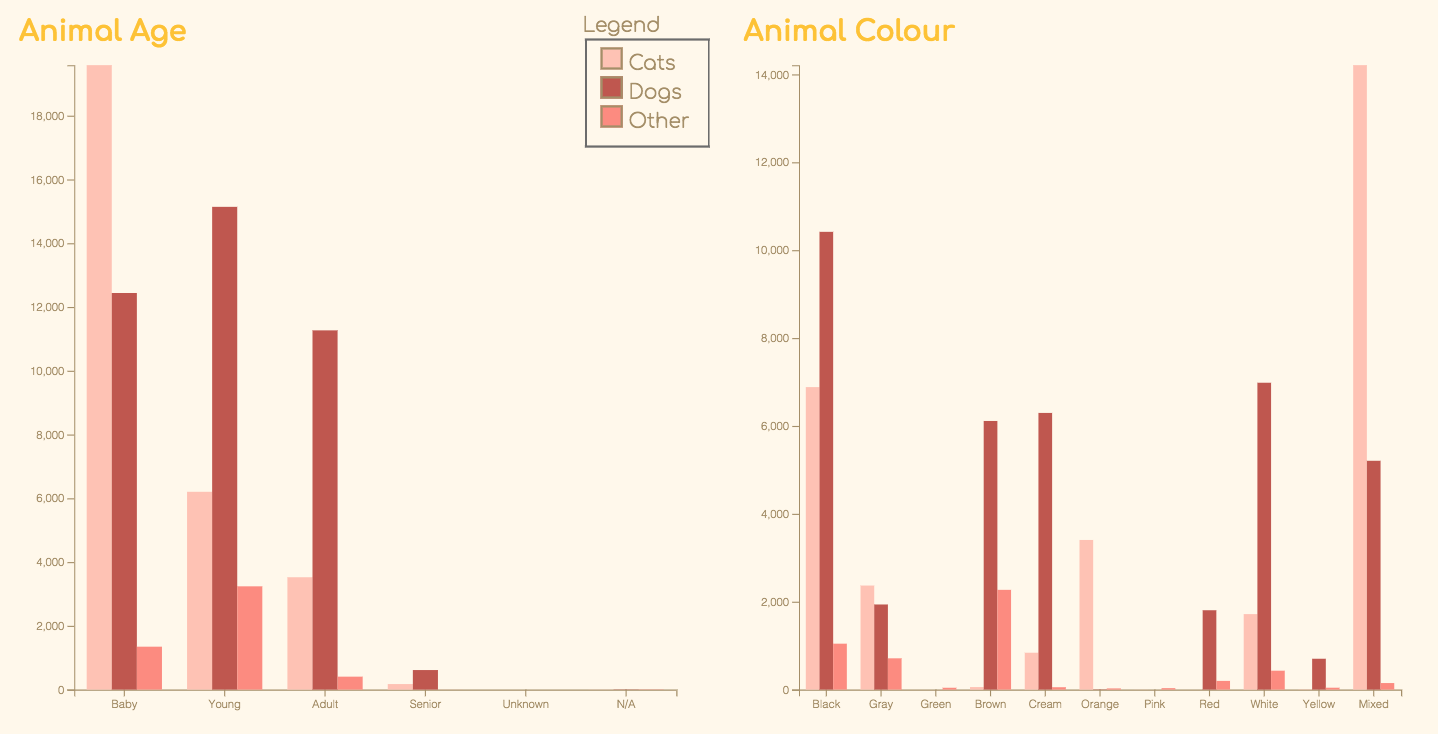 Animal Age
Legend
Cats
Dogs
Other
18,000
16,000
14,000
12,000
10,000
8,000
6,000
4,000
2,000
0
Baby Young Adult Senior Unknown N/A
Animal Colour
14,000
12,000
10,000
8,000
6,000
4,000
2,000
0
Black Gray Green Brown Cream Orange Pink Red White Yellow Mixed